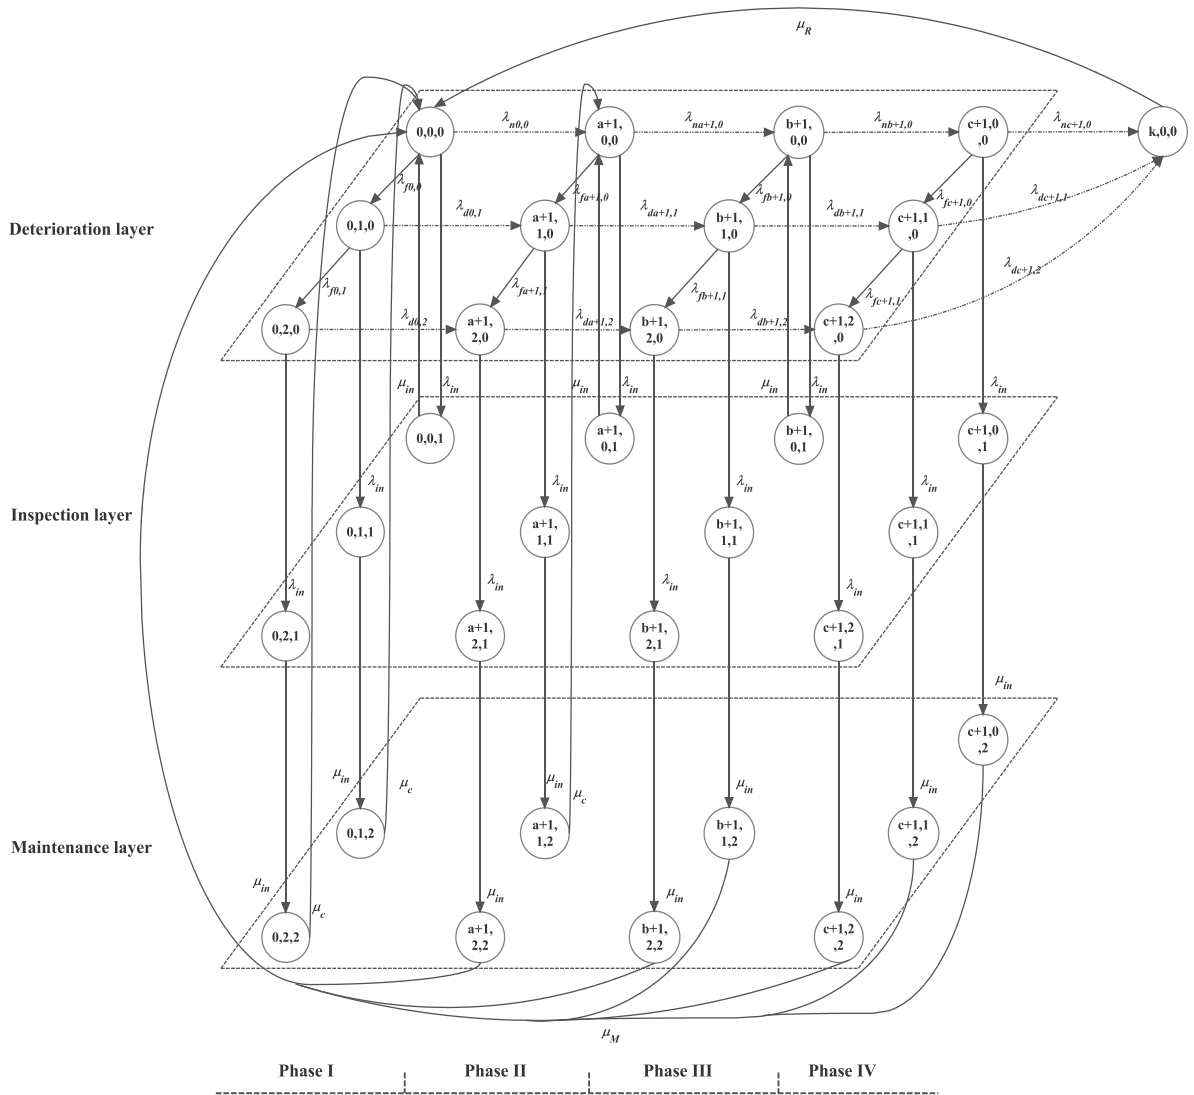 μR
0,0,0
λn0,0
a+1,
0,0
λna+1,0
b+1,
0,0
λnb+1,0
c+1,0
,0
λnc+1,0
k,0,0
λf0,0
λfa+1,0
λfb+1,0
λfc+1,0
λdc+1,1
Deterioration layer
0,1,0
λd0,1
a+1,
1,0
λda+1,1
b+1,
1,0
λdb+1,1
c+1,1
,0
λf0,1
λfa+1,1
λfb+1,1
λfc+1,1
λdc+1,2
0,2,0
λd0,2
a+1,
2,0
λda+1,2
b+1,
2,0
λdb+1,2
c+1,2
,0
μin
λin
μin
λin
μin
λin
λin
0,0,1
a+1,
0,1
b+1,
0,1
c+1,0
,1
λin
λin
λin
λin
Inspection layer
0,1,1
a+1,
1,1
b+1,
1,1
c+1,1
,1
λin
λin
λin
λin
0,2,1
a+1,
2,1
b+1,
2,1
c+1,2
,1
μin
c+1,0
,2
μin
μc
μin
μc
μin
μin
Maintenance layer
0,1,2
a+1,
1,2
b+1,
1,2
c+1,1
,2
μin
μc
μin
μin
μin
0,2,2
a+1,
2,2
b+1,
2,2
c+1,2
,2
μM
Phase I
Phase II
Phase III
Phase IV